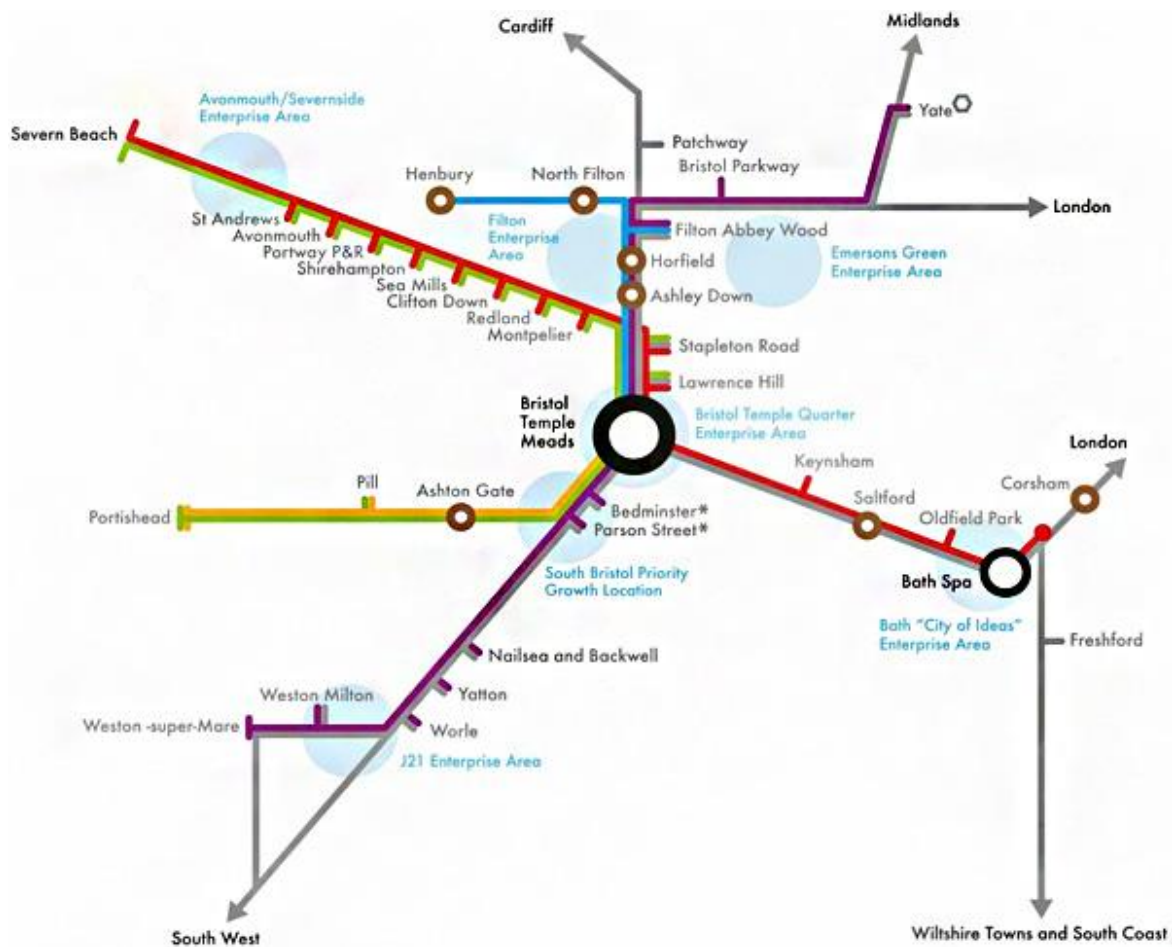 Cardiff
Midlands
Avonmouth/Severnside
Enterprise Area
Yate
Severn Beach
Patchway
Bristol Parkway
Henbury
North Filton
St Andrews
Avonmouth
Portway P&R
Shirehampton
Sea Mills
Clifton Down
Redland
Montpelier
Filton
Enterprise
Area
London
Filton Abbey Wood
Horfield
Emersons Green
Enterprise Area
Ashley Down
Stapleton Road
Lawrence Hill
Bristol
Temple
Meads
Bristol Temple Quarter
Enterprise Area
London
Keynsham
Corsham
Pill
Ashton Gate
Saltford
Portishead
Bedminster*
Parson Street*
Oldfield Park
South Bristol Priority
Growth Location
Bath Spa
Bath "City of Ideas"
Enterprise Area
Freshford
Nailsea and Backwell
Weston Milton
Yatton
Weston -super-Mare
Worle
J21 Enterprise Area
South West
Wiltshire Towns and South Coast